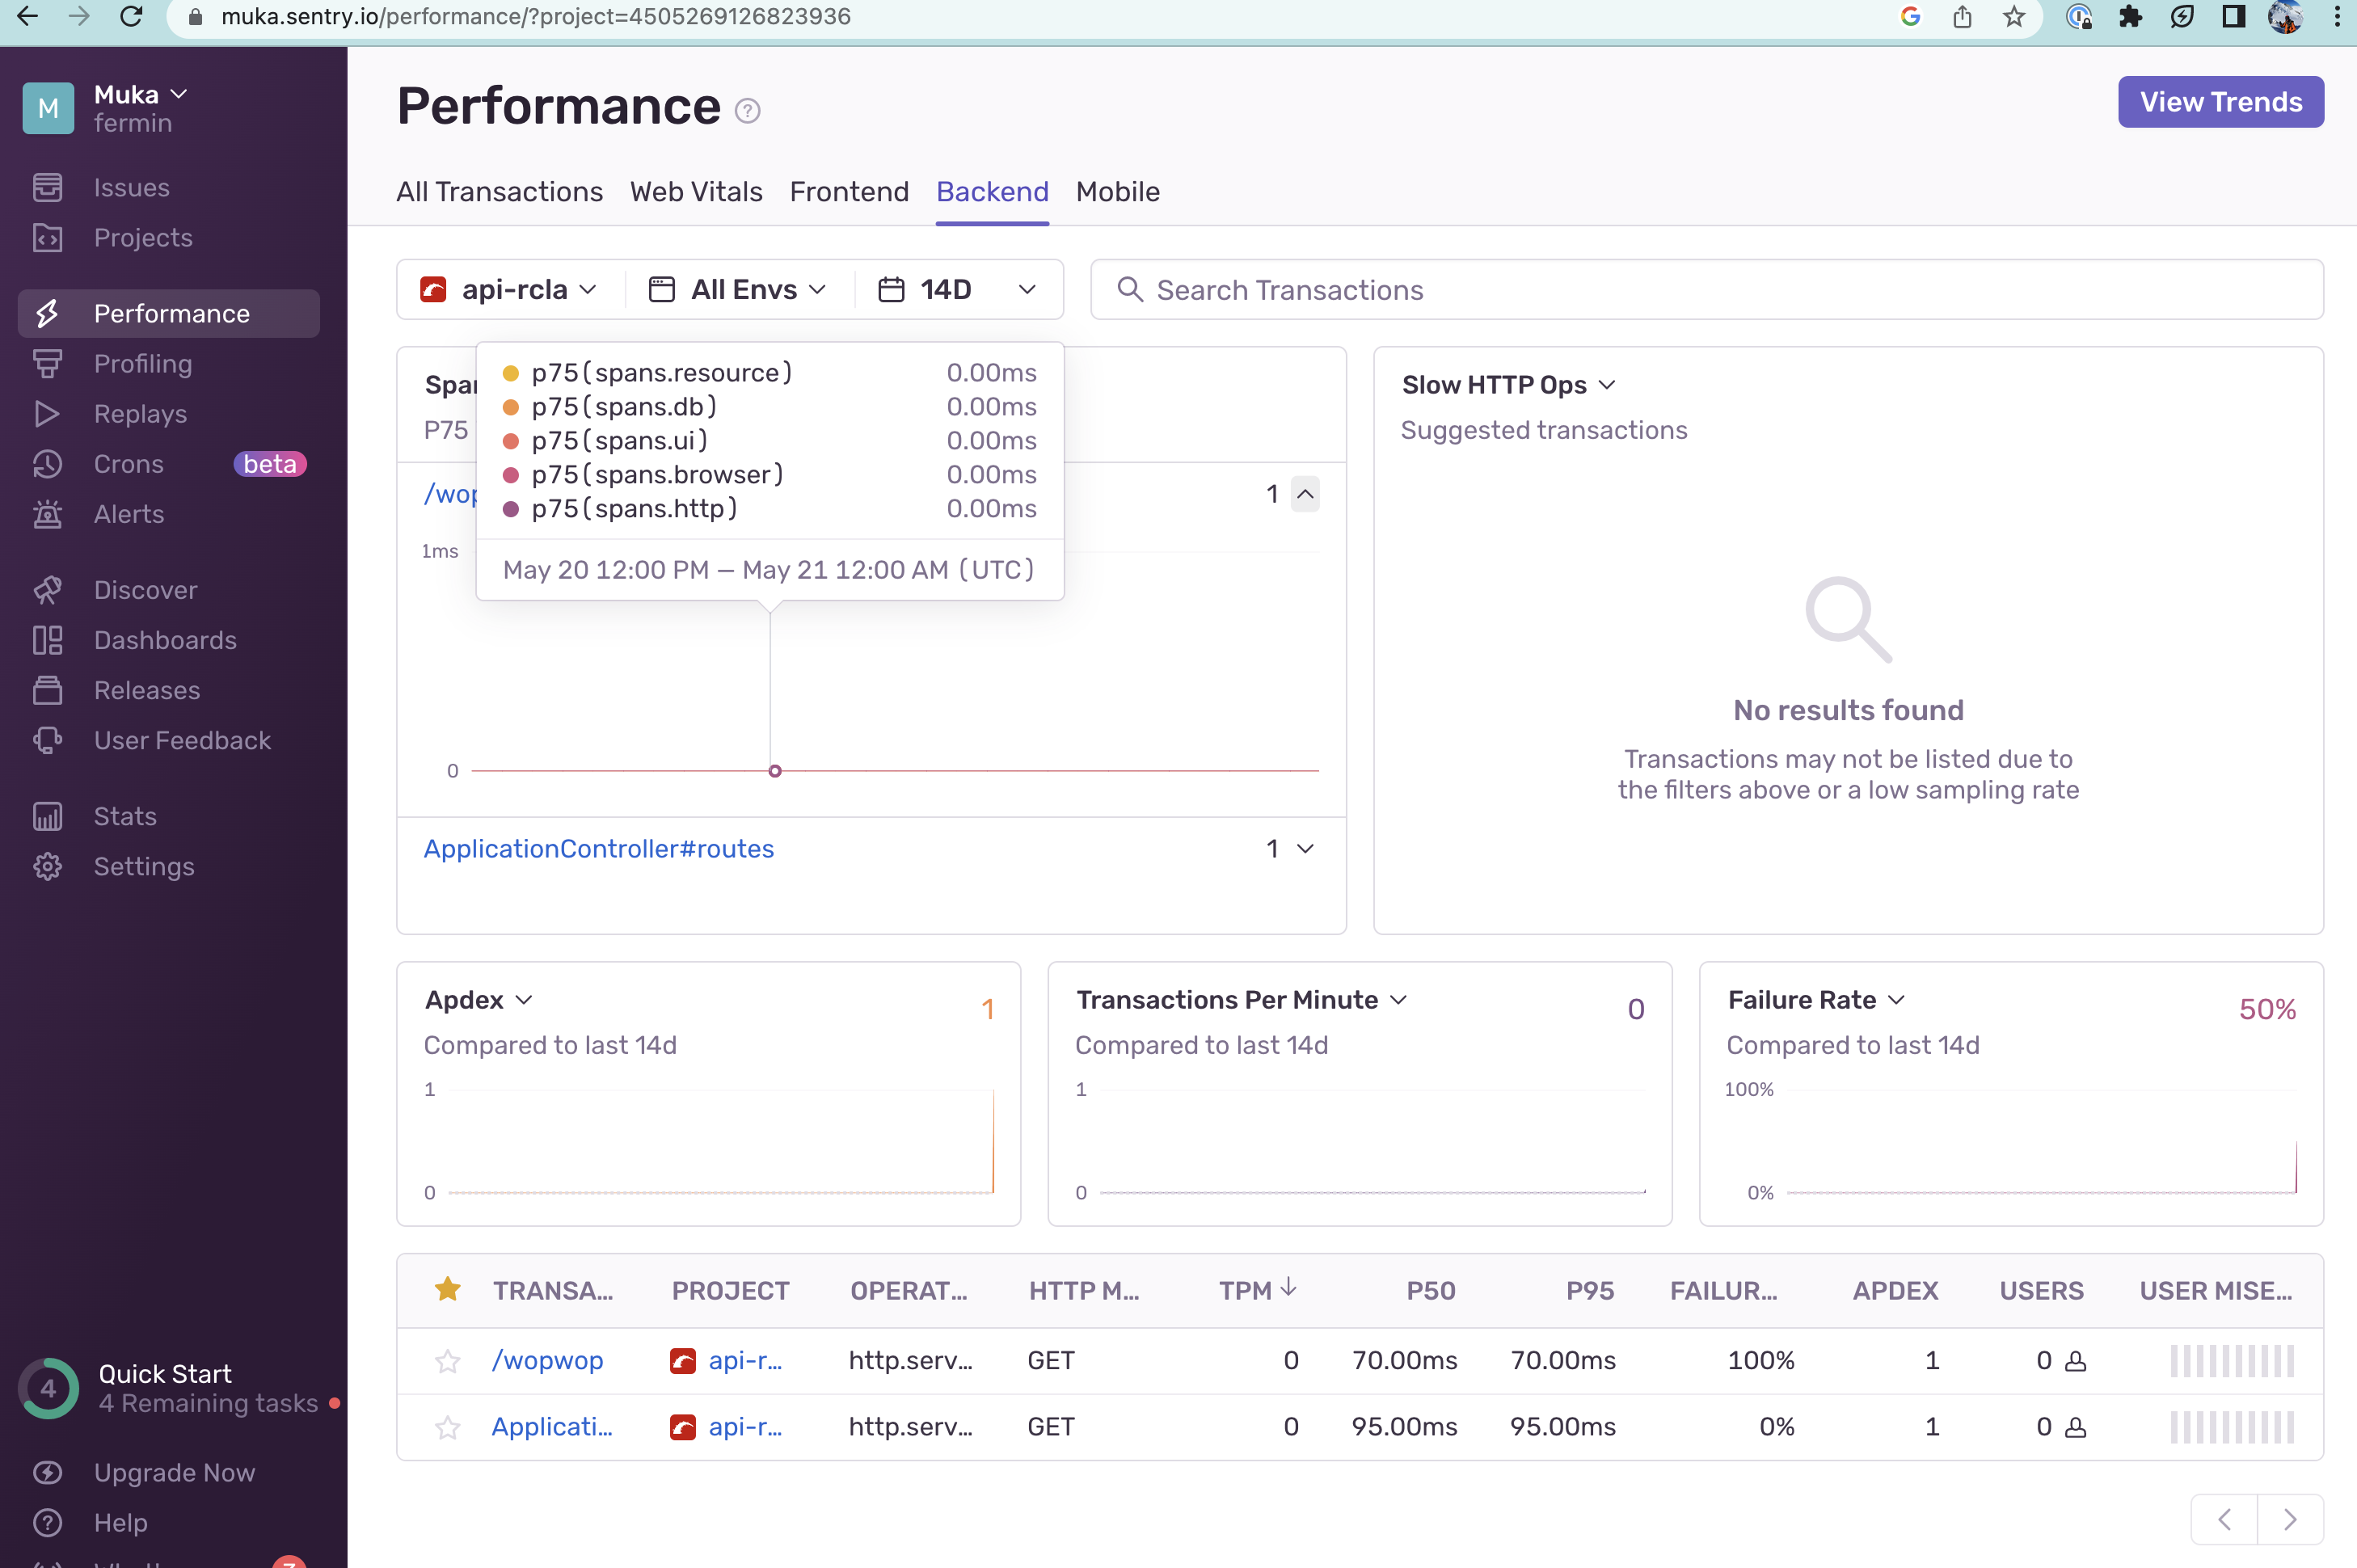 muka.sentry.io/performance/?project=4505269126823936
M
Muka
fermin
Issues
Projects
Performance
Profiling
Replays
Crons beta
Alerts
Discover
Dashboards
Releases
User Feedback
Stats
Settings
4
Quick Start
4 Remaining tasks
Upgrade Now
Help
Performance ?
View Trends
All Transactions Web Vitals Frontend Backend Mobile
api-rcla All Envs 14D
Search Transactions
P75
p75(spans.resource) 0.00ms
p75(spans.db) 0.00ms
p75(spans.ui) 0.00ms
p75(spans.browser) 0.00ms
p75(spans.http) 0.00ms
May 20 12:00 PM — May 21 12:00 AM (UTC)
/wop 1
1ms
0
ApplicationController#routes 1
Slow HTTP Ops
Suggested transactions
No results found
Transactions may not be listed due to
the filters above or a low sampling rate
Apdex 1
Compared to last 14d
1
0
Transactions Per Minute 0
Compared to last 14d
1
0
Failure Rate 50%
Compared to last 14d
100%
0%
TRANSA... PROJECT OPERAT... HTTP M... TPM P50 P95 FAILUR... APDEX USERS USER MISE...
/wopwop api-r... http.serv... GET 0 70.00ms 70.00ms 100% 1 0
Applicati... api-r... http.serv... GET 0 95.00ms 95.00ms 0% 1 0